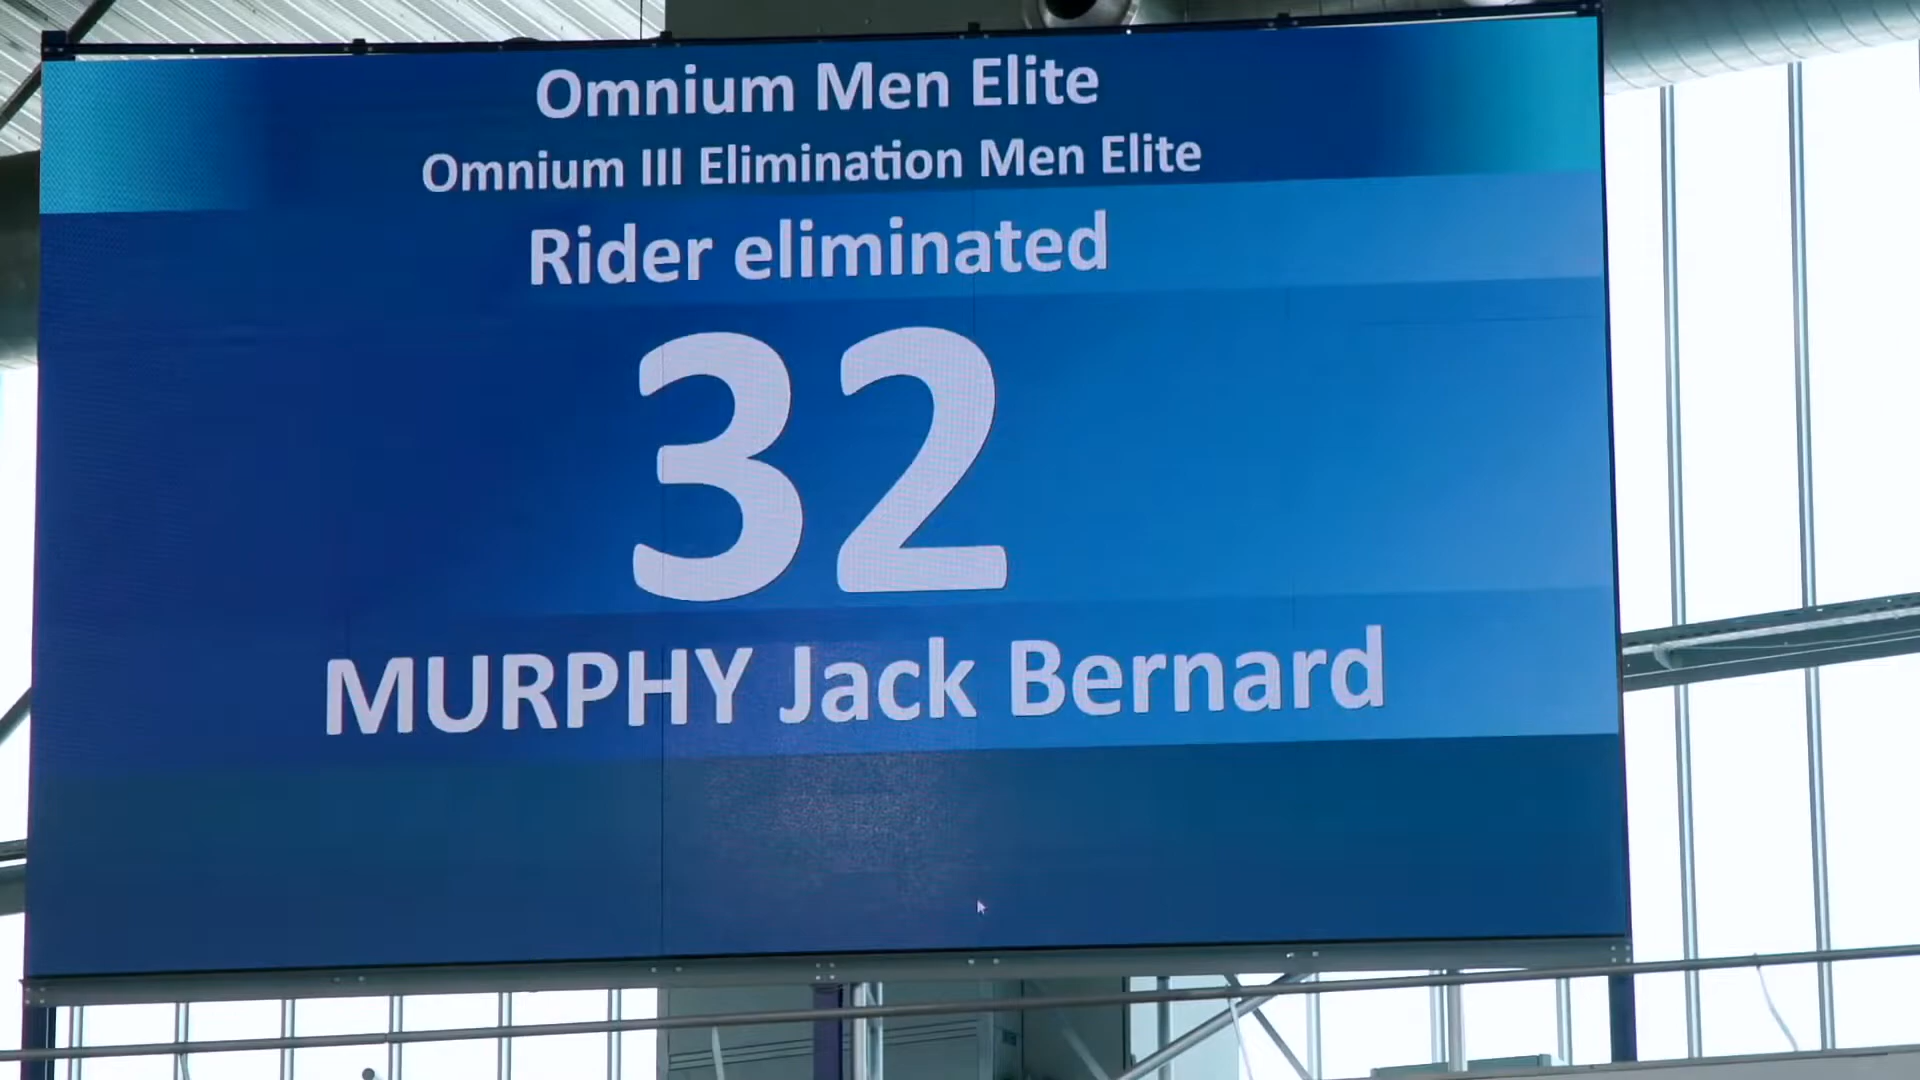 Omnium Men Elite
Omnium III Elimination Men Elite
Rider eliminated
32
MURPHY Jack Bernard